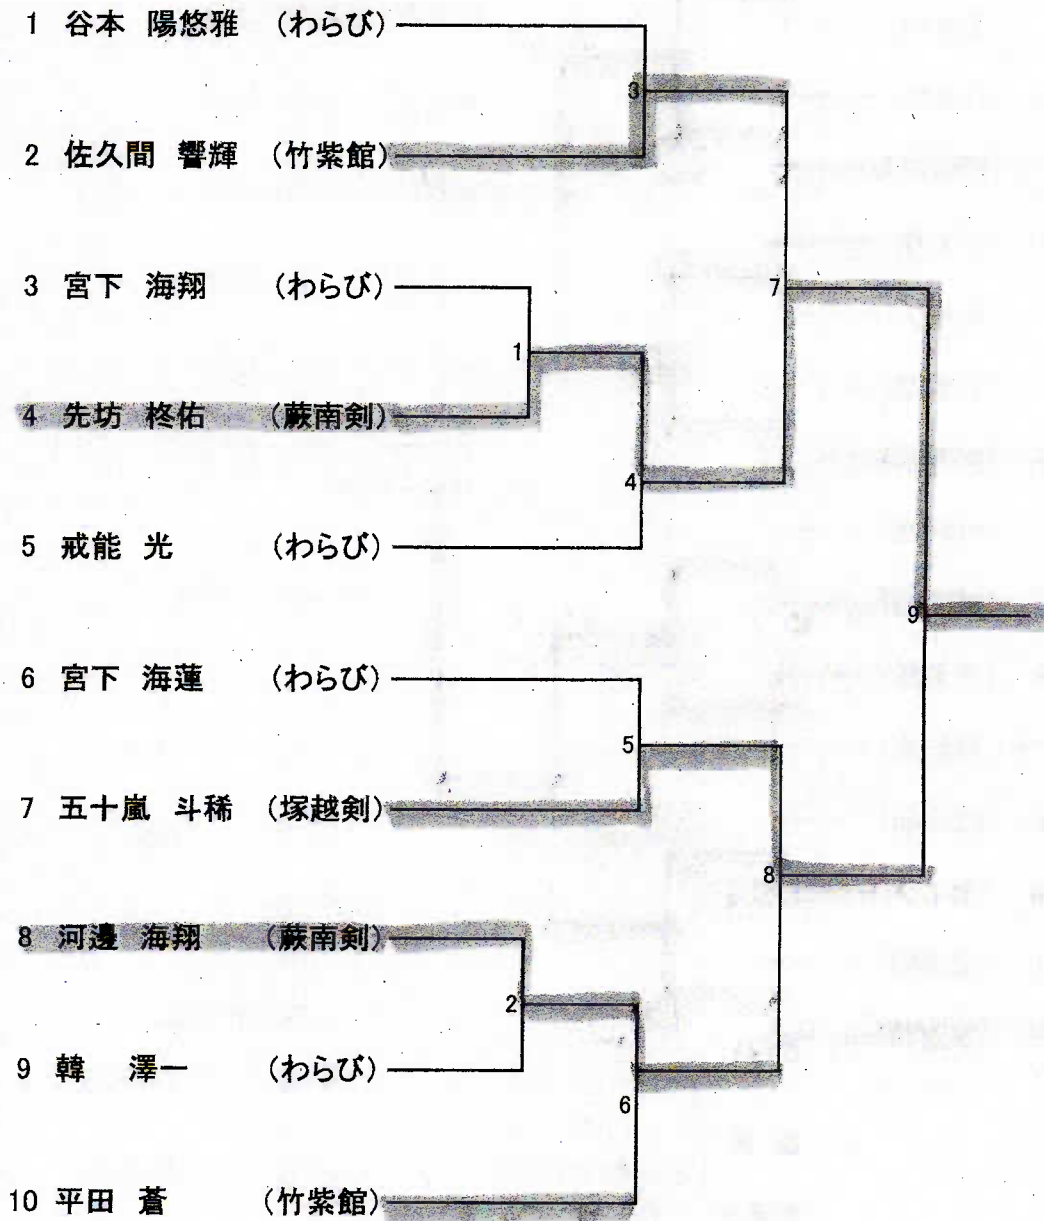 1 谷本 陽悠雅 (わらび)
3
2 佐久間 響輝 (竹紫館)
3 宮下 海翔 (わらび)
7
1
4 先坊 柊佑 (蕨南剣)
4
5 戒能 光 (わらび)
9
6 宮下 海蓮 (わらび)
5
7 五十嵐 斗稀 (塚越剣)
8
8 河邊 海翔 (蕨南剣)
2
9 韓 澤一 (わらび)
6
10 平田 蒼 (竹紫館)